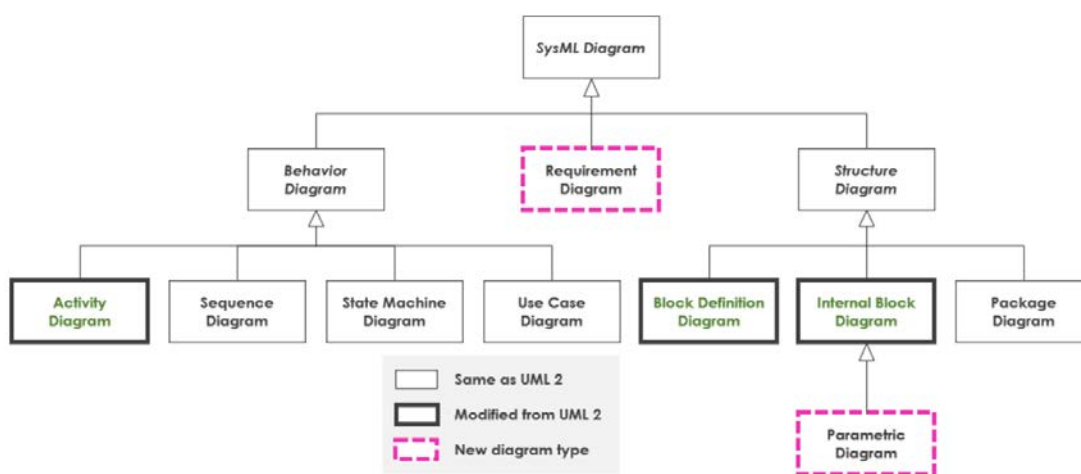 SysML Diagram
Behavior
Diagram
Requirement
Diagram
Structure
Diagram
Activity
Diagram
Sequence
Diagram
State Machine
Diagram
Use Case
Diagram
Block Definition
Diagram
Internal Block
Diagram
Package
Diagram
Same as UML 2
Modified from UML 2
New diagram type
Parametric
Diagram